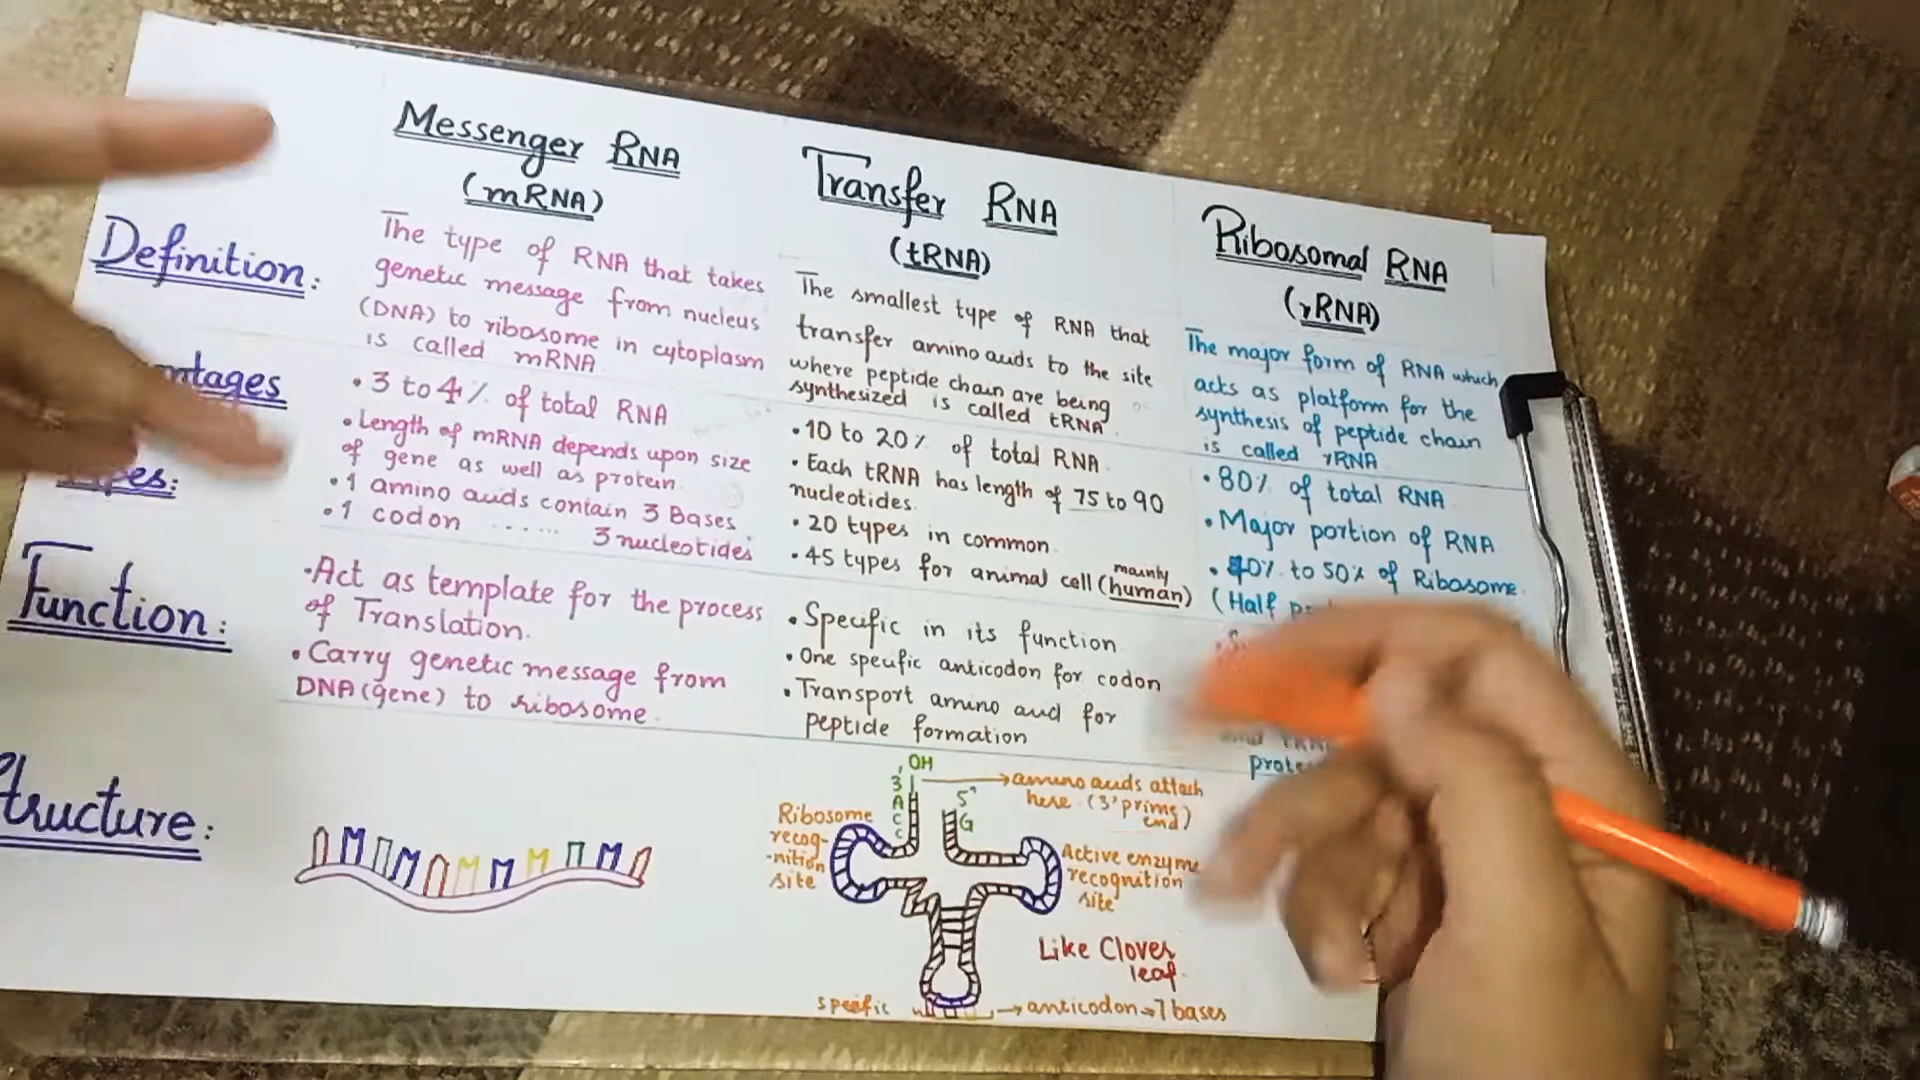 Messenger RNA
(mRNA)
Transfer RNA
(tRNA)
Ribosomal RNA
(rRNA)
Definition:
The type of RNA that takes
genetic message from nucleus
(DNA) to ribosome in cytoplasm
is called mRNA.
The smallest type of RNA that
transfer amino acids to the site
where peptide chain are being
synthesized is called tRNA.
The major form of RNA which
acts as platform for the
synthesis of peptide chain
is called rRNA.
• 3 to 4% of total RNA
• Length of mRNA depends upon size
of gene as well as protein.
• 1 amino acids contain 3 Bases
• 1 codon ...... 3 nucleotides
• 10 to 20% of total RNA.
• Each tRNA has length of 75 to 90
nucleotides.
• 20 types in common.
• 45 types for animal cell (mainly human)
• 80% of total RNA
• Major portion of RNA
• 40% to 50% of Ribosome.
(Half
Function:
• Act as template for the process
of Translation.
• Carry genetic message from
DNA (gene) to ribosome.
• Specific in its function
• One specific anticodon for codon
• Transport amino acid for
peptide formation
Structure:
OH
3'
A
C
C
5'
G
amino acids attach
here. (3' prime
end)
Ribosome
recog-
-nition
site
Active enzyme
recognition
site
Like Clover
leaf.
specific
anticodon→7 bases